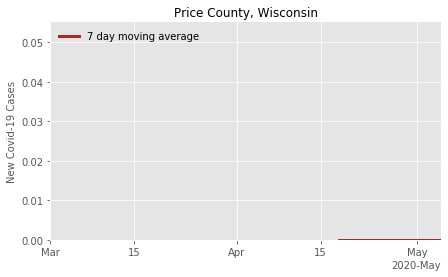 Price County, Wisconsin
7 day moving average
New Covid-19 Cases
0.05
0.04
0.03
0.02
0.01
0.00
Mar
15
Apr
15
May
2020-May